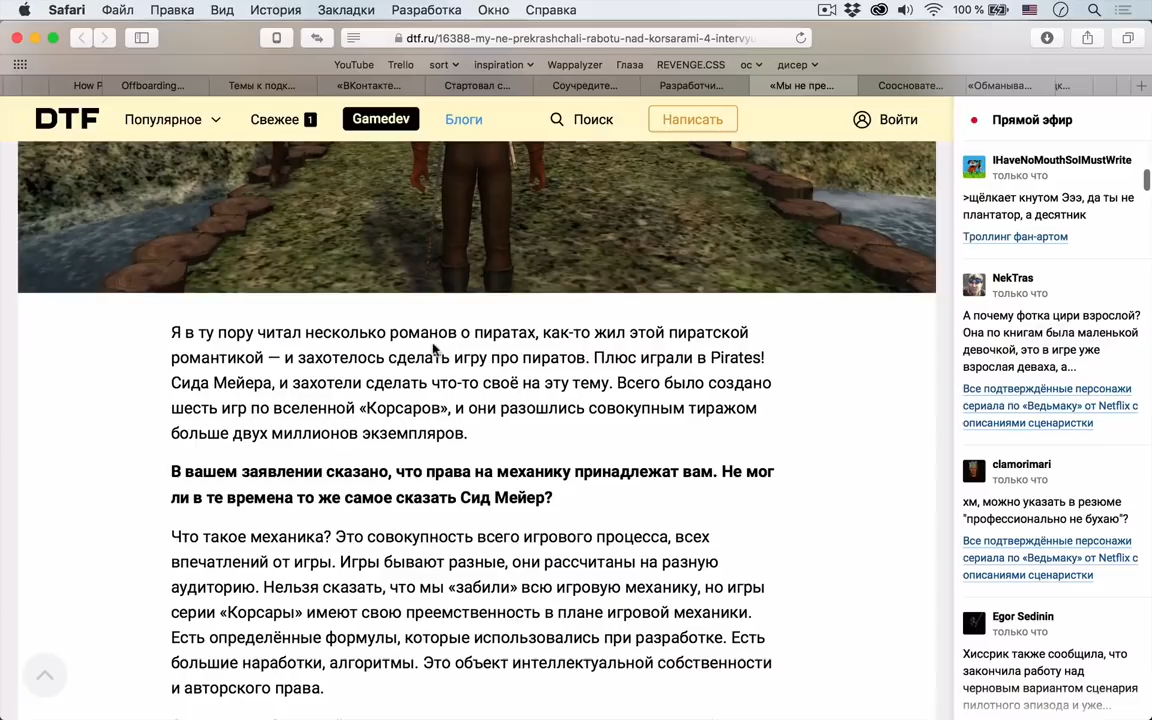 Safari Файл Правка Вид История Закладки Разработка Окно Справка 100 %
dtf.ru/16388-my-ne-prekrashchali-rabotu-nad-korsarami-4-intervyu
YouTube Trello sort inspiration Wappalyzer Глаза REVENGE.CSS ос дисер
How P Offboarding... Темы к подк... «ВКонтакте... Стартовал с... Соучредите... Разработчи... «Мы не пре... Соосновате... «Обманыва...
DTF Популярное Свежее 1 Gamedev Блоги Поиск Написать Войти
Я в ту пору читал несколько романов о пиратах, как-то жил этой пиратской
романтикой — и захотелось сделать игру про пиратов. Плюс играли в Pirates!
Сида Мейера, и захотели сделать что-то своё на эту тему. Всего было создано
шесть игр по вселенной «Корсаров», и они разошлись совокупным тиражом
больше двух миллионов экземпляров.
В вашем заявлении сказано, что права на механику принадлежат вам. Не мог
ли в те времена то же самое сказать Сид Мейер?
Что такое механика? Это совокупность всего игрового процесса, всех
впечатлений от игры. Игры бывают разные, они рассчитаны на разную
аудиторию. Нельзя сказать, что мы «забили» всю игровую механику, но игры
серии «Корсары» имеют свою преемственность в плане игровой механики.
Есть определённые формулы, которые использовались при разработке. Есть
большие наработки, алгоритмы. Это объект интеллектуальной собственности
и авторского права.
Прямой эфир
IHaveNoMouthSoIMustWrite
только что
>щёлкает кнутом Эээ, да ты не
плантатор, а десятник
Троллинг фан-артом
NekTras
только что
А почему фотка цири взрослой?
Она по книгам была маленькой
девочкой, это в игре уже
взрослая деваха, а...
Все подтверждённые персонажи
сериала по «Ведьмаку» от Netflix с
описаниями сценаристки
clamorimari
только что
хм, можно указать в резюме
"профессионально не бухаю"?
Все подтверждённые персонажи
сериала по «Ведьмаку» от Netflix с
описаниями сценаристки
Egor Sedinin
только что
Хиссрик также сообщила, что
закончила работу над
черновым вариантом сценария
пилотного эпизода и уже...